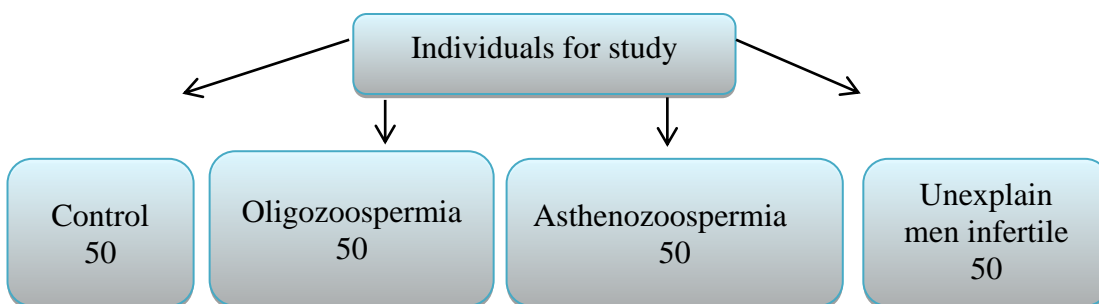 Individuals for study
Control
50
Oligozoospermia
50
Asthenozoospermia
50
Unexplain
men infertile
50